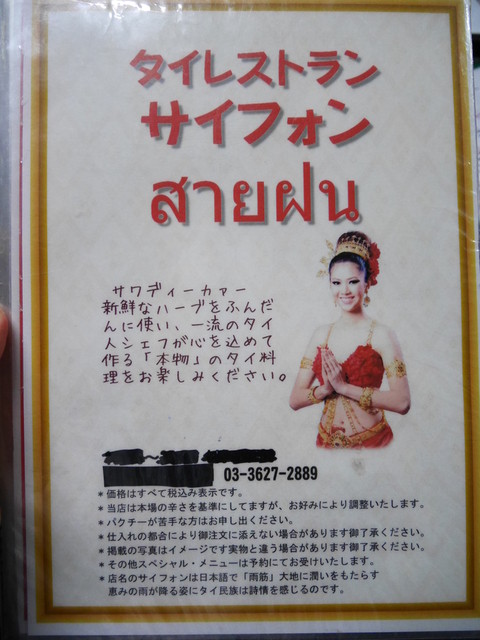 タイレストラン
サイフォン
สายฝน
サワディーカァー
新鮮なハーブをふんだ
んに使い、一流のタイ
人シェフが心を込めて
作る「本物」のタイ料
理をお楽しみください。
03-3627-2889
＊価格はすべて税込み表示です。
＊当店は本場の辛さを基準にしてますが、お好みにより調整いたします。
＊パクチーが苦手な方はお申し出ください。
＊仕入れの都合により御注文に添えない場合があります御了承ください。
＊掲載の写真はイメージです実物と違う場合があります御了承ください。
＊その他スペシャル・メニューは予約にてお受けいたします。
＊店名のサイフォンは日本語で「雨筋」大地に潤いをもたらす
恵みの雨が降る姿にタイ民族は詩情を感じるのです。